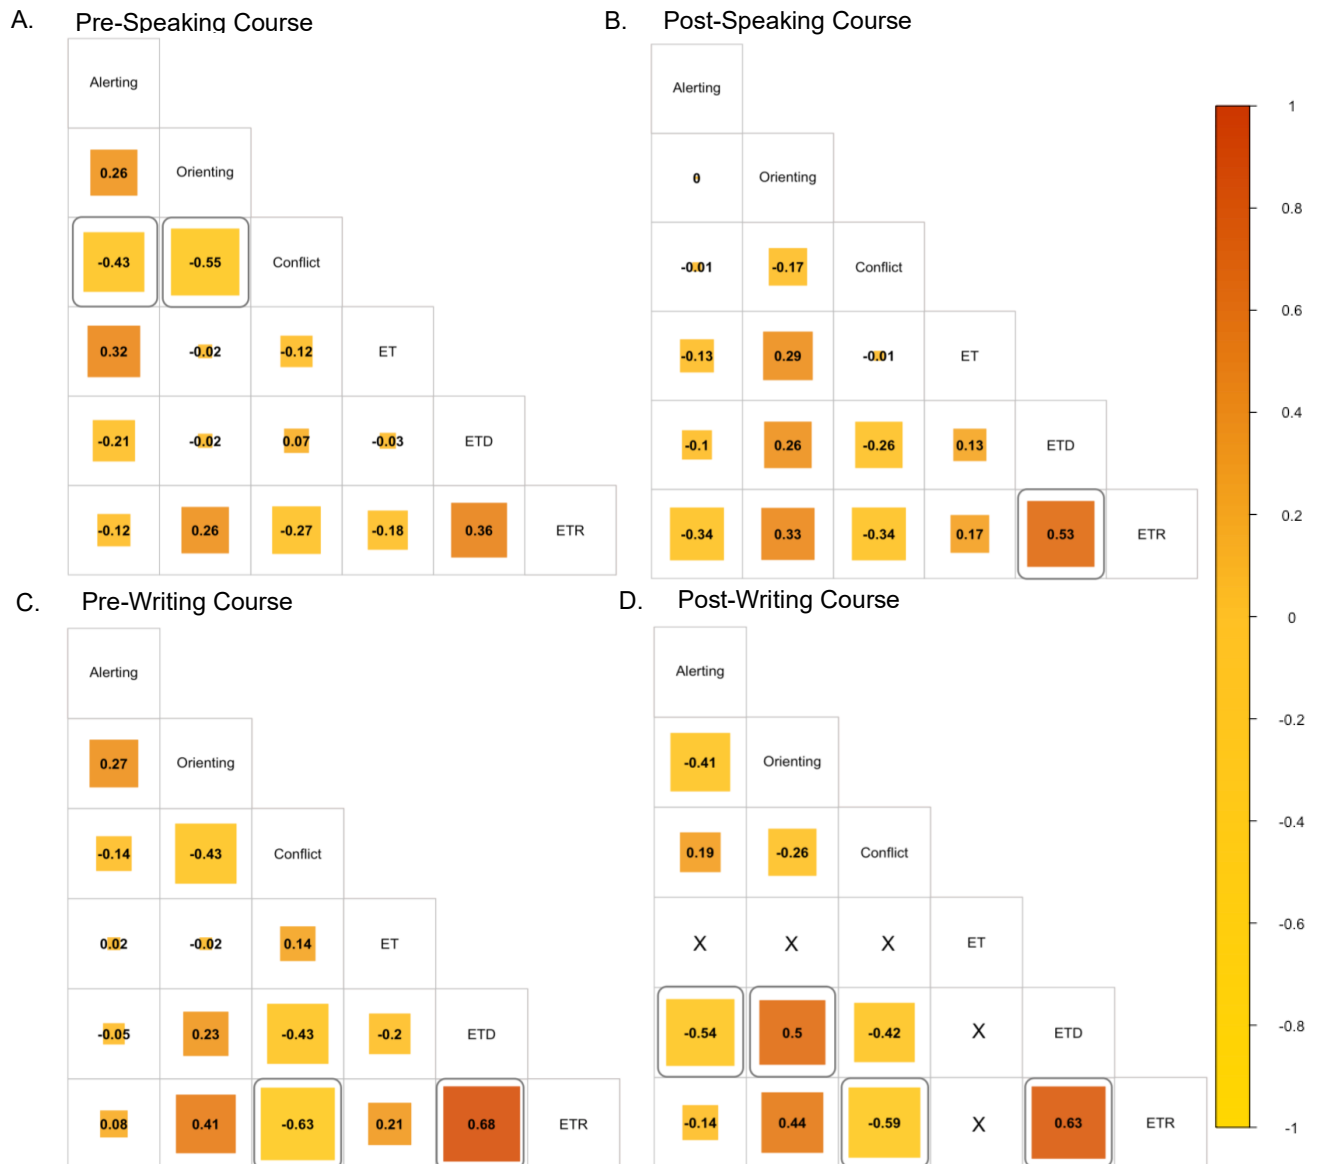 A. Pre-Speaking Course
Alerting
0.26 Orienting
-0.43 -0.55 Conflict
0.32 -0.02 -0.12 ET
-0.21 -0.02 0.07 -0.03 ETD
-0.12 0.26 -0.27 -0.18 0.36 ETR
B. Post-Speaking Course
Alerting
0 Orienting
-0.01 -0.17 Conflict
-0.13 0.29 -0.01 ET
-0.1 0.26 -0.26 0.13 ETD
-0.34 0.33 -0.34 0.17 0.53 ETR
C. Pre-Writing Course
Alerting
0.27 Orienting
-0.14 -0.43 Conflict
0.02 -0.02 0.14 ET
-0.05 0.23 -0.43 -0.2 ETD
0.08 0.41 -0.63 0.21 0.68 ETR
D. Post-Writing Course
Alerting
-0.41 Orienting
0.19 -0.26 Conflict
X X X ET
-0.54 0.5 -0.42 X ETD
-0.14 0.44 -0.59 X 0.63 ETR
1
0.8
0.6
0.4
0.2
0
-0.2
-0.4
-0.6
-0.8
-1